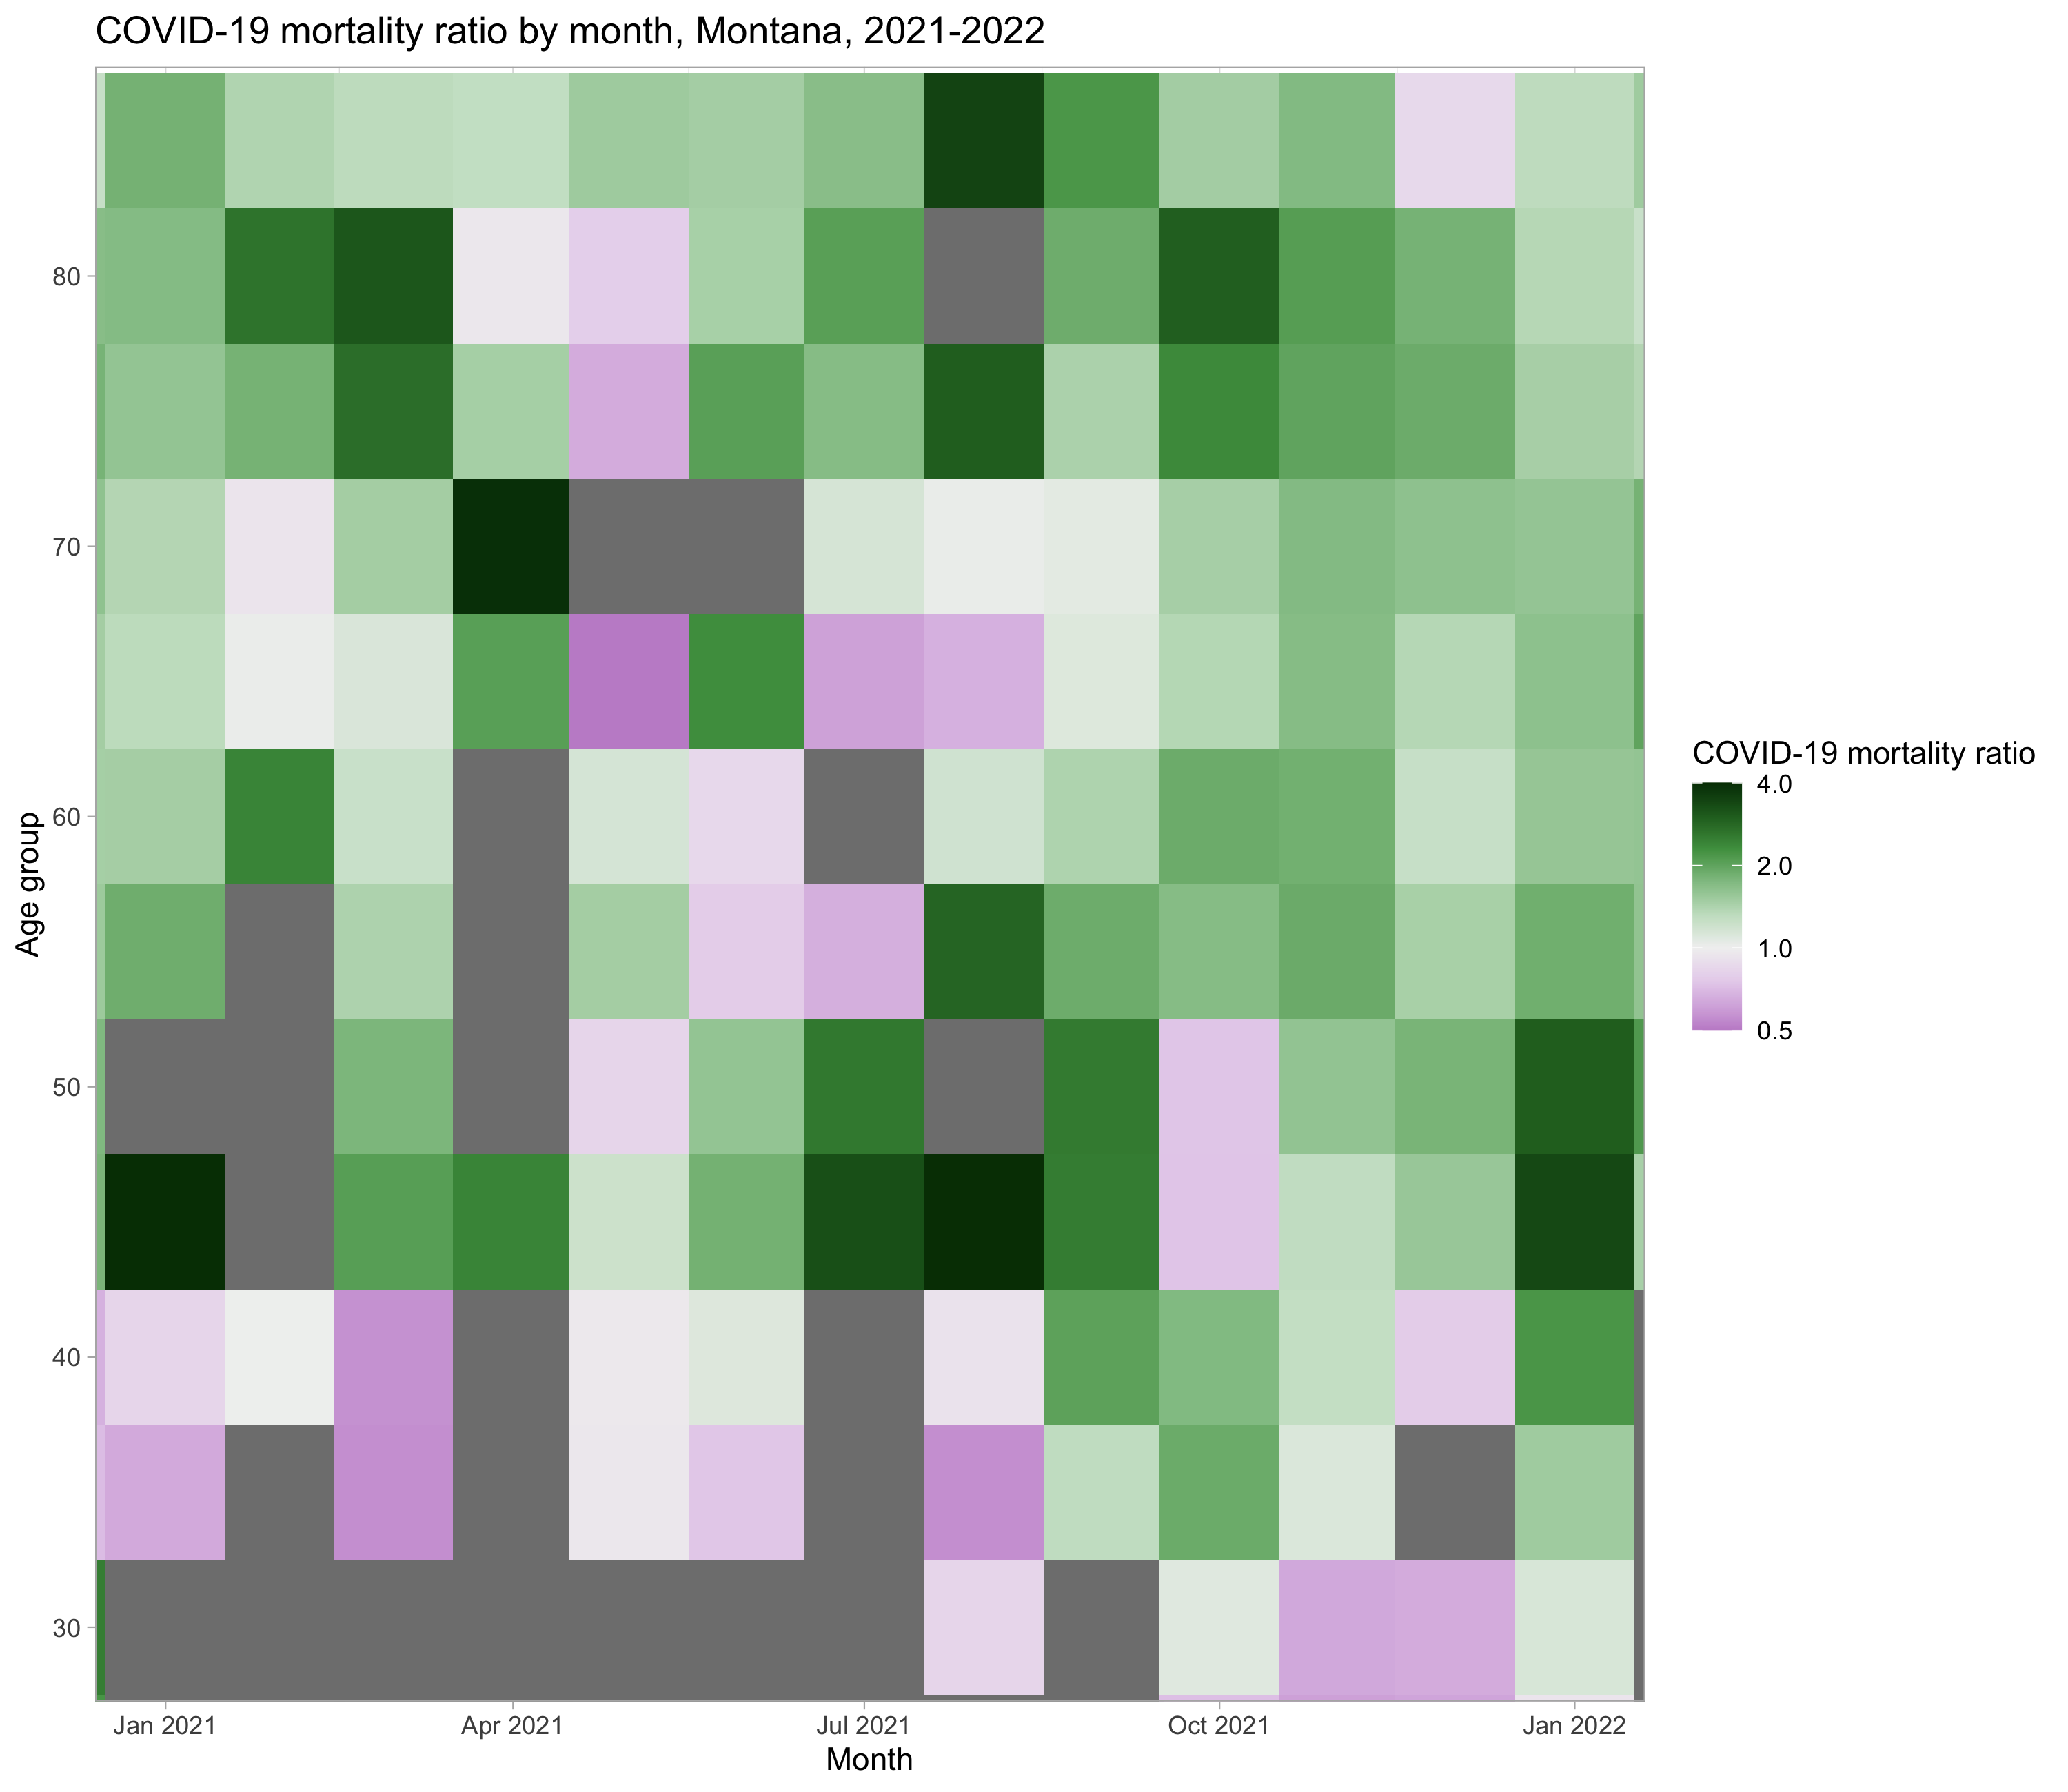 COVID-19 mortality ratio by month, Montana, 2021-2022
80
70
60
50
40
30
Age group
Jan 2021
Apr 2021
Jul 2021
Oct 2021
Jan 2022
Month
COVID-19 mortality ratio
4.0
2.0
1.0
0.5